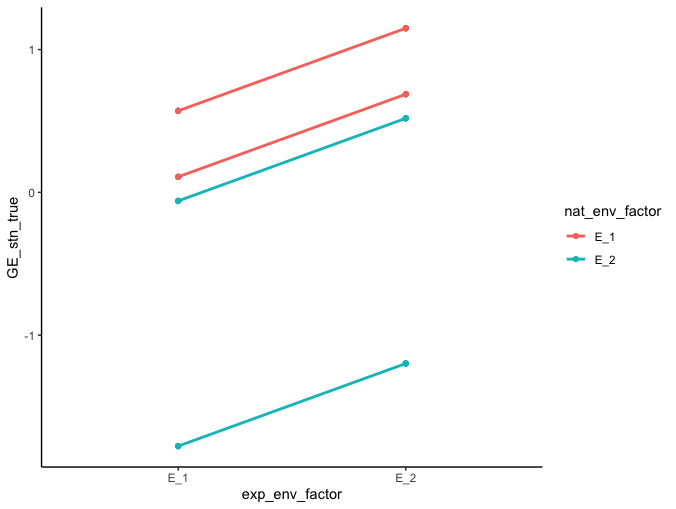 GE_stn_true
1
0
-1
E_1
E_2
exp_env_factor
nat_env_factor
E_1
E_2